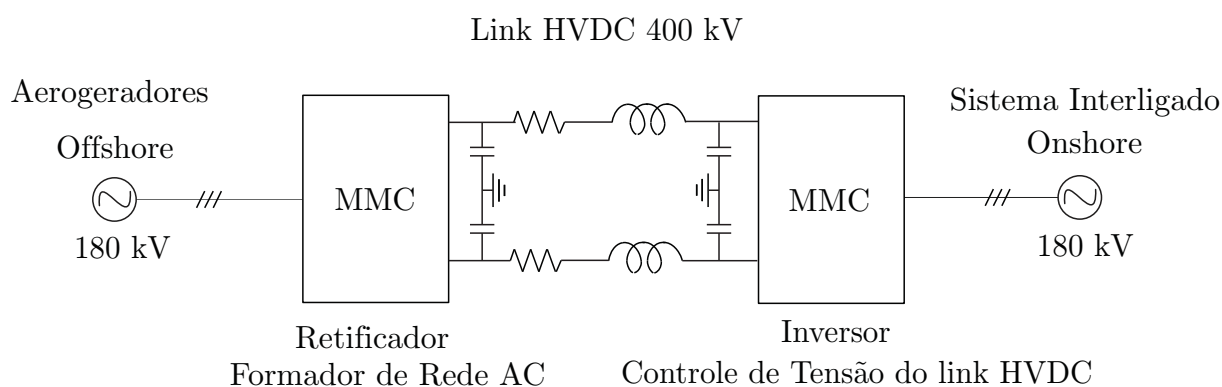 Link HVDC 400 kV
Aerogeradores
Offshore
180 kV
MMC
Retificador
Formador de Rede AC
MMC
Inversor
Controle de Tensão do link HVDC
Sistema Interligado
Onshore
180 kV